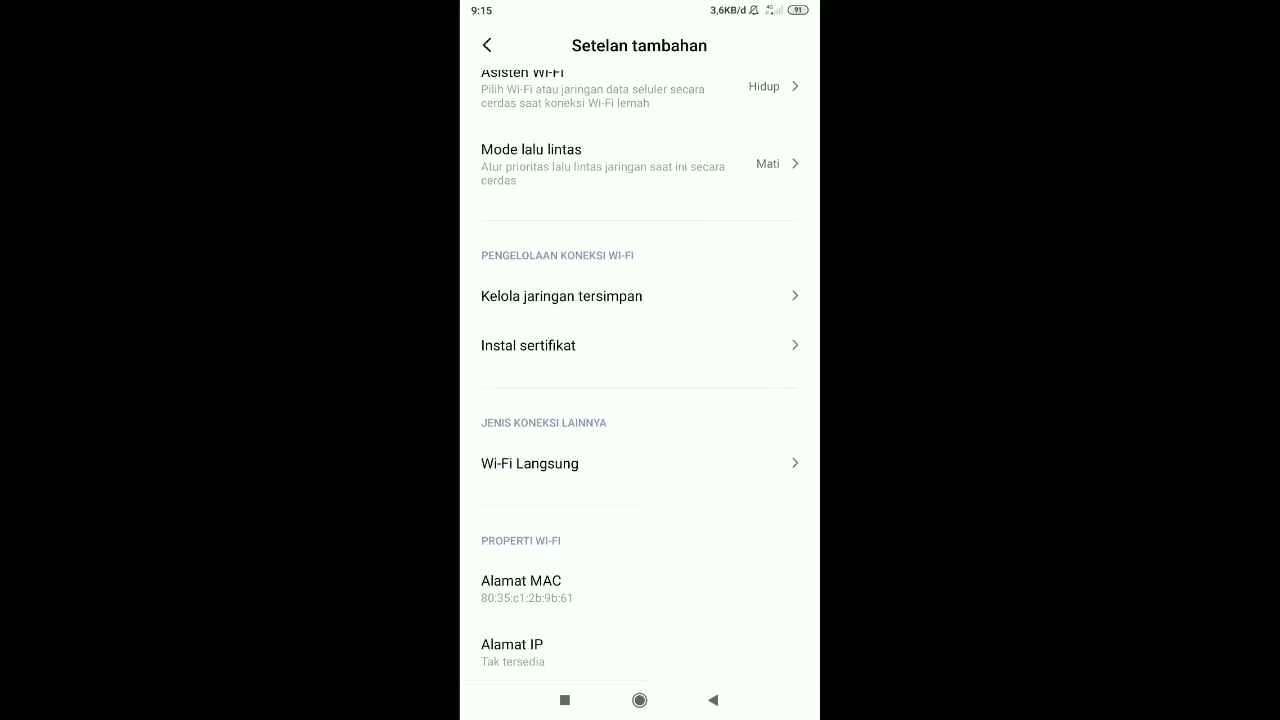 9:15
3,6KB/d
4G
91
Setelan tambahan
Asisten Wi-Fi
Pilih Wi-Fi atau jaringan data seluler secara
cerdas saat koneksi Wi-Fi lemah
Hidup
Mode lalu lintas
Atur prioritas lalu lintas jaringan saat ini secara
cerdas
Mati
PENGELOLAAN KONEKSI WI-FI
Kelola jaringan tersimpan
Instal sertifikat
JENIS KONEKSI LAINNYA
Wi-Fi Langsung
PROPERTI WI-FI
Alamat MAC
80:35:c1:2b:9b:61
Alamat IP
Tak tersedia